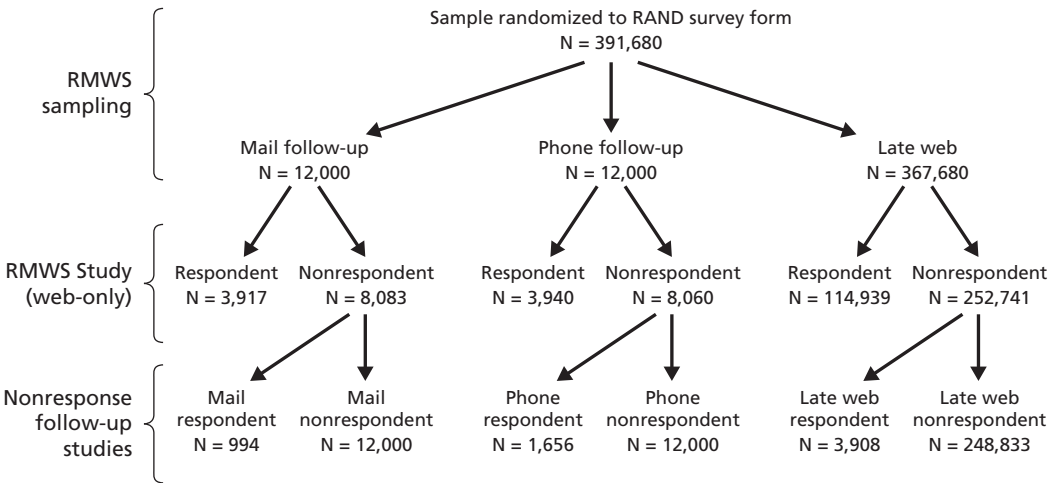 Sample randomized to RAND survey form
N = 391,680
RMWS
sampling
Mail follow-up
N = 12,000
Phone follow-up
N = 12,000
Late web
N = 367,680
RMWS Study
(web-only)
Respondent
N = 3,917
Nonrespondent
N = 8,083
Respondent
N = 3,940
Nonrespondent
N = 8,060
Respondent
N = 114,939
Nonrespondent
N = 252,741
Nonresponse
follow-up
studies
Mail
respondent
N = 994
Mail
nonrespondent
N = 12,000
Phone
respondent
N = 1,656
Phone
nonrespondent
N = 12,000
Late web
respondent
N = 3,908
Late web
nonrespondent
N = 248,833